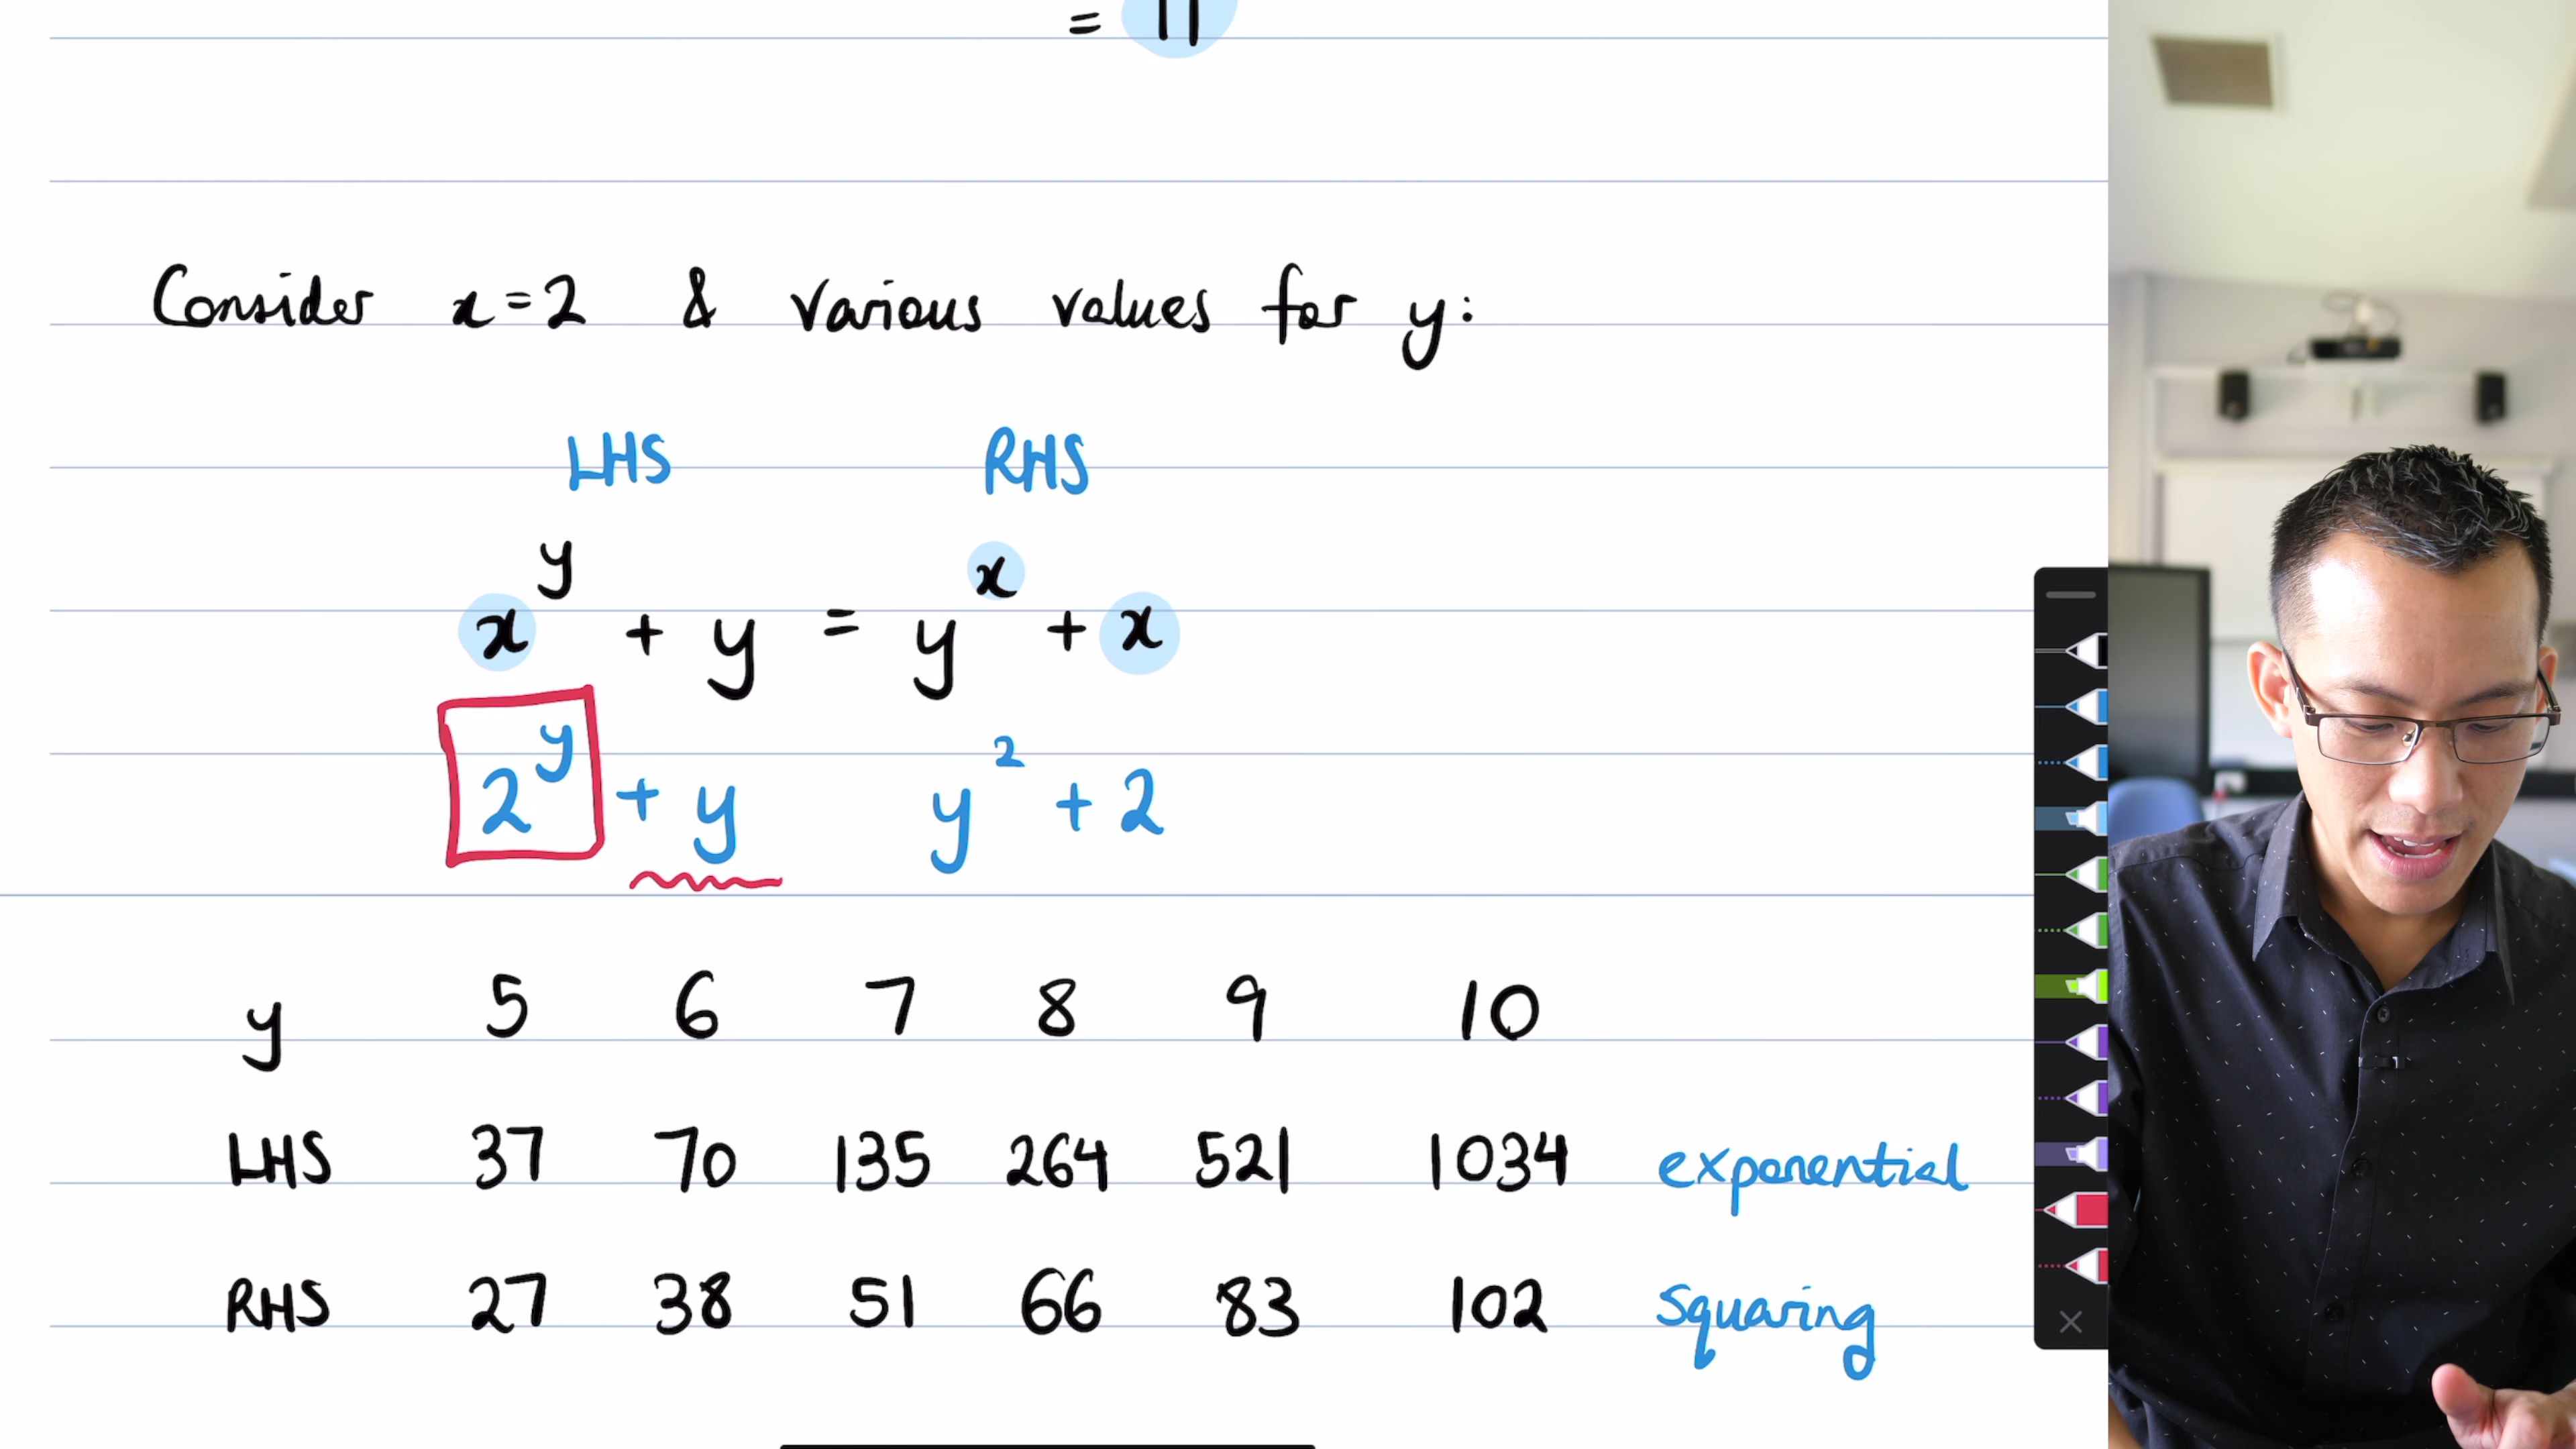 = 11
Consider x = 2 & various values for y:
LHS RHS
x^y + y = y^x + x
2^y + y y^2 + 2
y 5 6 7 8 9 10
LHS 37 70 135 264 521 1034 exponential
RHS 27 38 51 66 83 102 squaring